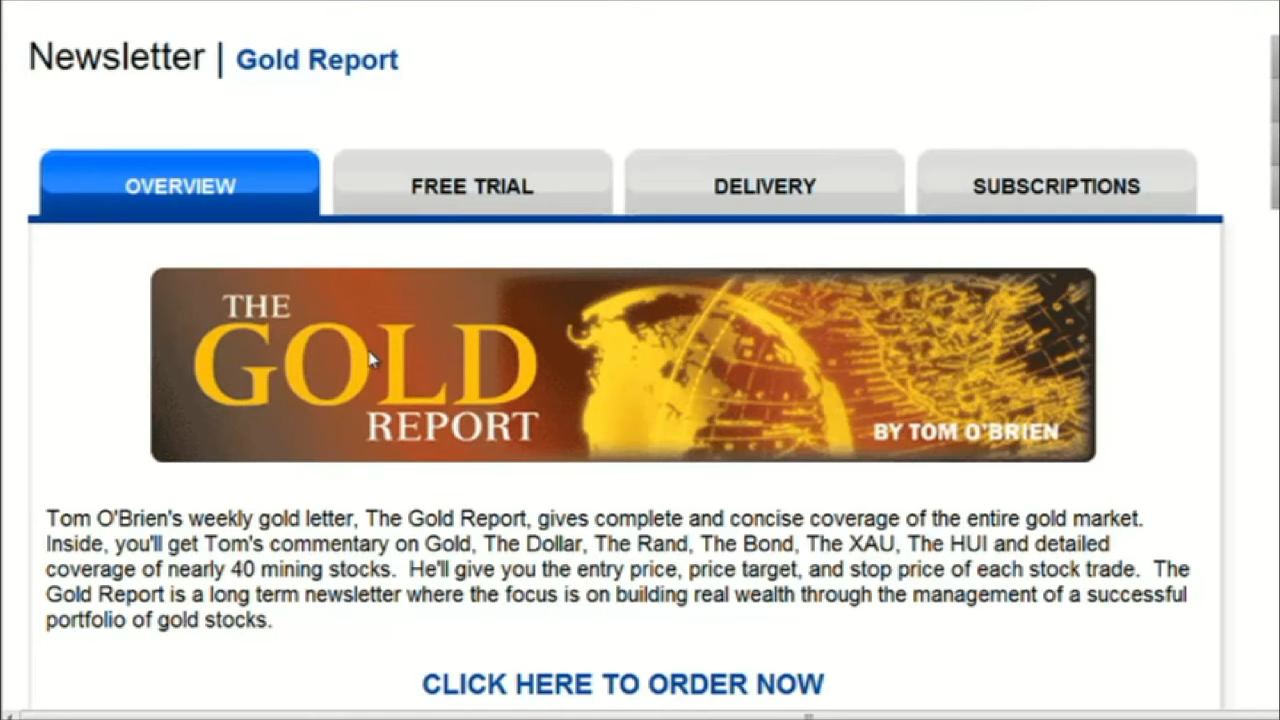 Newsletter | Gold Report
OVERVIEW FREE TRIAL DELIVERY SUBSCRIPTIONS
THE
GOLD
REPORT
BY TOM O'BRIEN
Tom O'Brien's weekly gold letter, The Gold Report, gives complete and concise coverage of the entire gold market.
Inside, you'll get Tom's commentary on Gold, The Dollar, The Rand, The Bond, The XAU, The HUI and detailed
coverage of nearly 40 mining stocks.  He'll give you the entry price, price target, and stop price of each stock trade.  The
Gold Report is a long term newsletter where the focus is on building real wealth through the management of a successful
portfolio of gold stocks.
CLICK HERE TO ORDER NOW